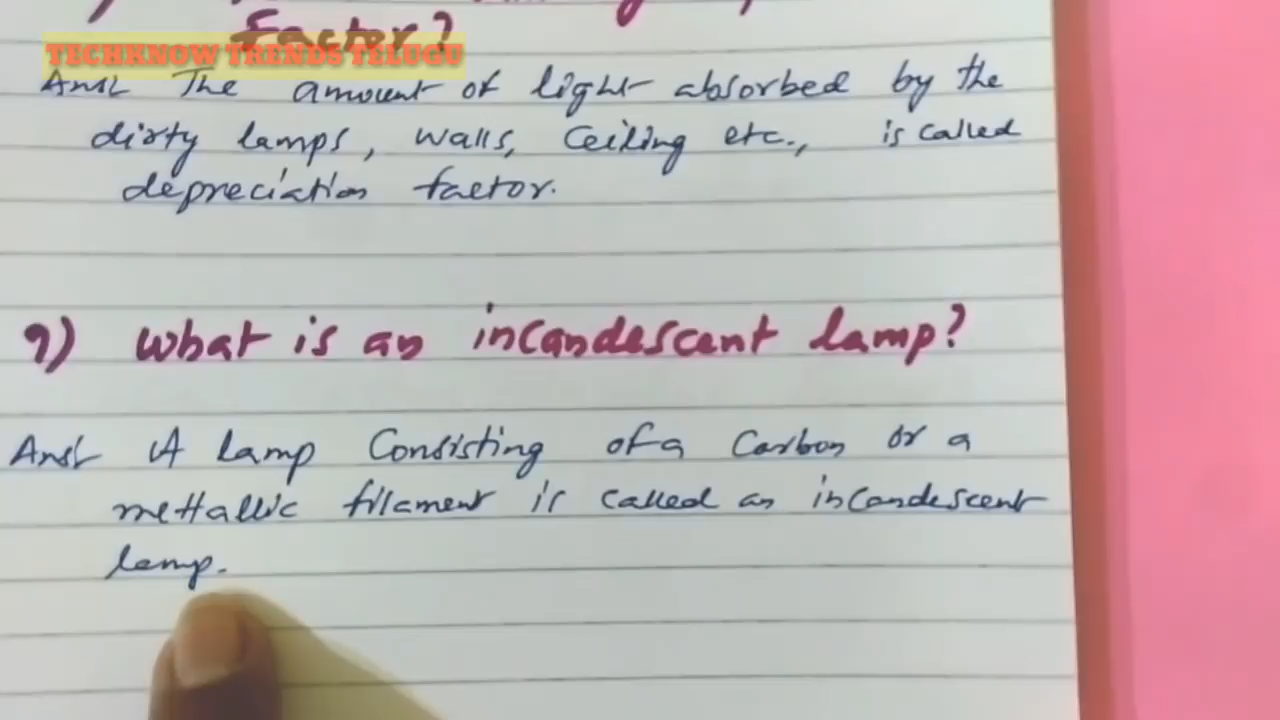 Factor?
TECHKNOW TRENDS TELUGU
Ans: The amount of light absorbed by the
dirty lamps, walls, Ceiling etc., is called
depreciation factor.
9) What is an incandescent lamp?
Ans: A lamp Consisting of a Carbon or a
mettallic filament is called an incandescent
lamp.